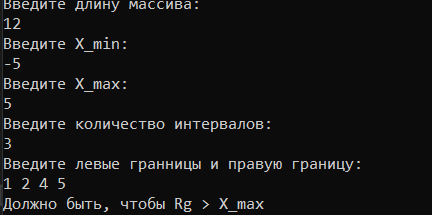 Введите длину массива:
12
Введите X_min:
-5
Введите X_max:
5
Введите количество интервалов:
3
Введите левые гранницы и правую границу:
1 2 4 5
Должно быть, чтобы Rg > X_max